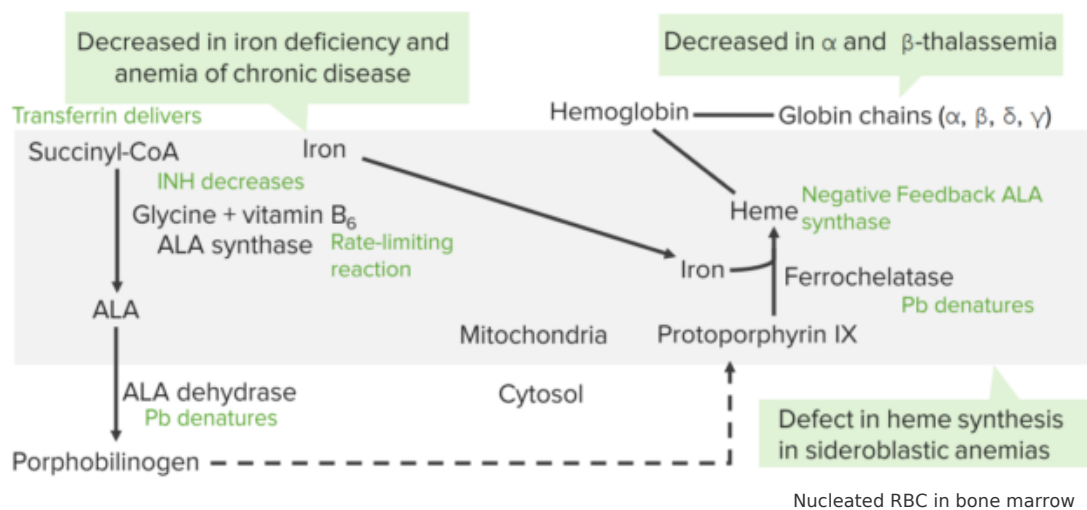 Decreased in iron deficiency and
anemia of chronic disease
Decreased in α and β-thalassemia
Transferrin delivers
Hemoglobin
Globin chains (α, β, δ, γ)
Succinyl-CoA
Iron
INH decreases
Glycine + vitamin B₆
ALA synthase
Rate-limiting
reaction
Heme
Negative Feedback ALA
synthase
Iron
Ferrochelatase
Pb denatures
ALA
Mitochondria
Protoporphyrin IX
ALA dehydrase
Pb denatures
Cytosol
Defect in heme synthesis
in sideroblastic anemias
Porphobilinogen
Nucleated RBC in bone marrow